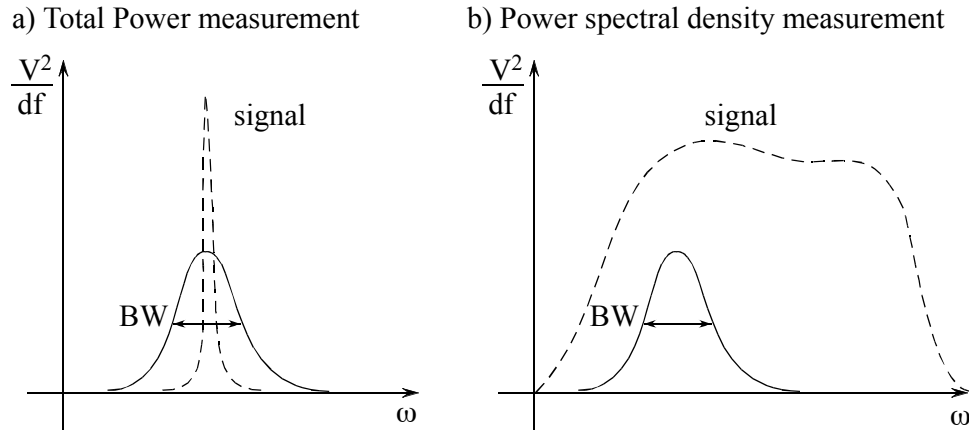 a) Total Power measurement
V²
df
signal
BW
ω
b) Power spectral density measurement
V²
df
signal
BW
ω